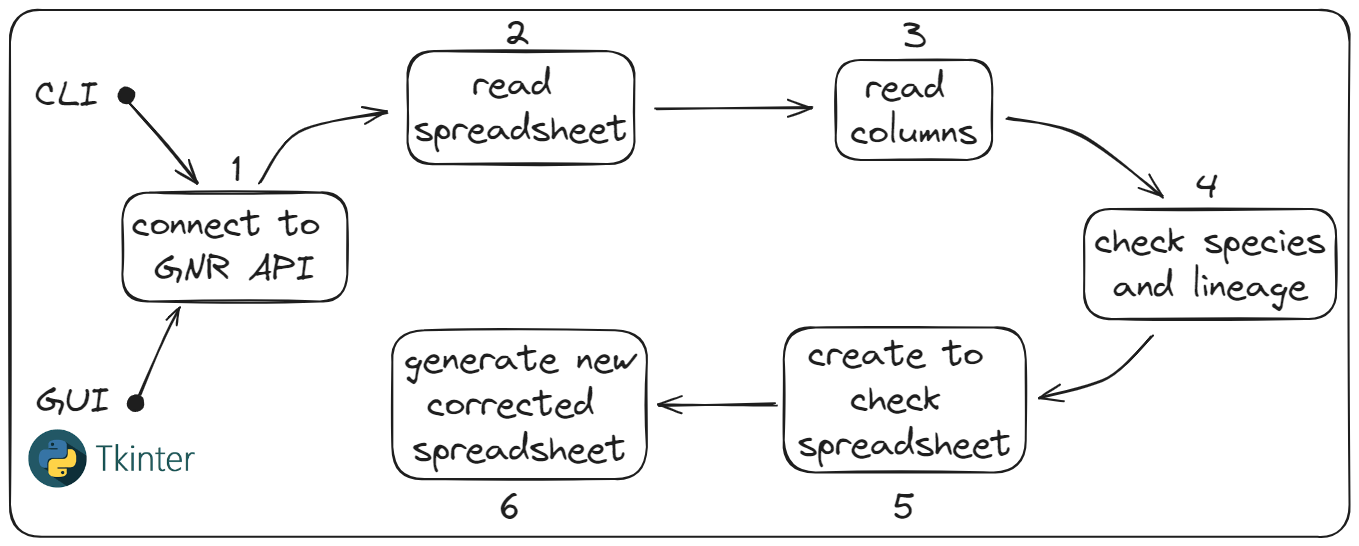 CLI
GUI
Tkinter
1
connect to
GNR API
2
read
spreadsheet
3
read
columns
4
check species
and lineage
create to
check
spreadsheet
5
generate new
corrected
spreadsheet
6